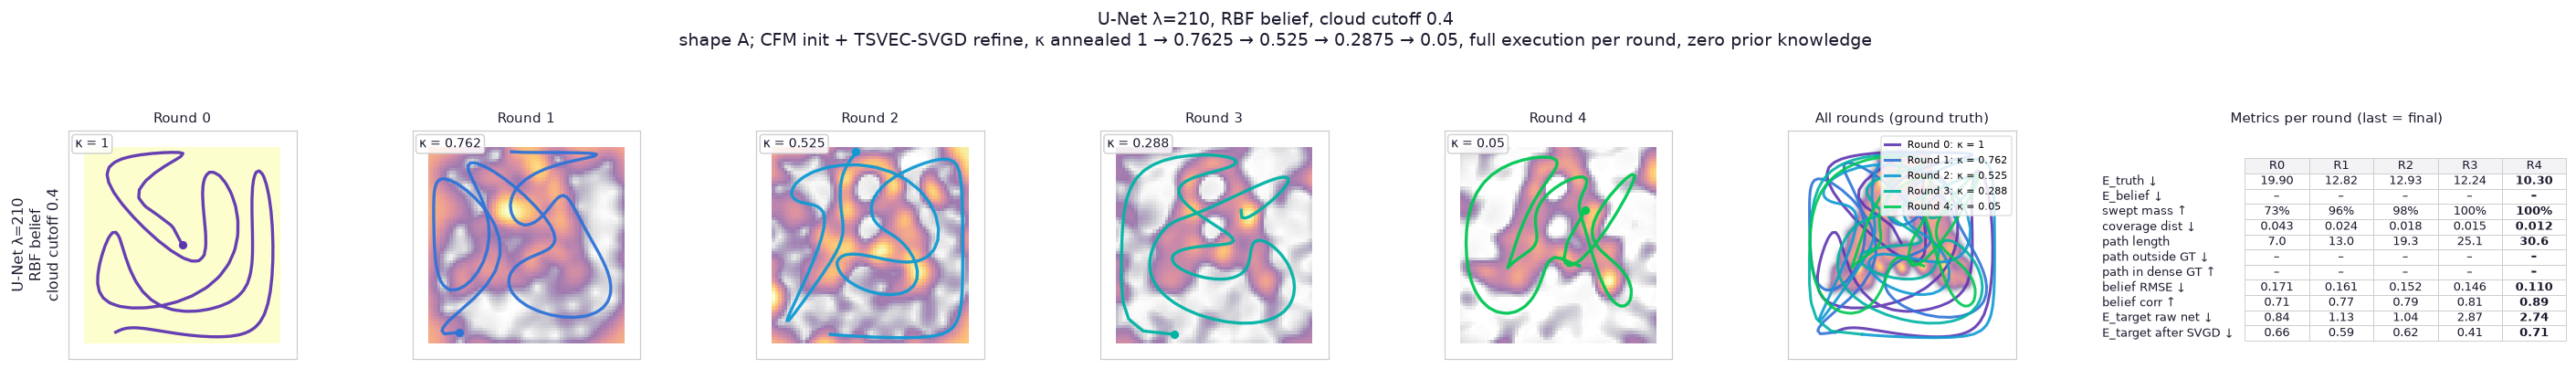 U-Net λ=210, RBF belief, cloud cutoff 0.4
shape A; CFM init + TSVEC-SVGD refine, κ annealed 1 → 0.7625 → 0.525 → 0.2875 → 0.05, full execution per round, zero prior knowledge
U-Net λ=210
RBF belief
cloud cutoff 0.4
Round 0
κ = 1
Round 1
κ = 0.762
Round 2
κ = 0.525
Round 3
κ = 0.288
Round 4
κ = 0.05
All rounds (ground truth)
Round 0: κ = 1
Round 1: κ = 0.762
Round 2: κ = 0.525
Round 3: κ = 0.288
Round 4: κ = 0.05
Metrics per round (last = final)
R0 R1 R2 R3 R4
E_truth ↓ 19.90 12.82 12.93 12.24 10.30
E_belief ↓ – – – – –
swept mass ↑ 73% 96% 98% 100% 100%
coverage dist ↓ 0.043 0.024 0.018 0.015 0.012
path length 7.0 13.0 19.3 25.1 30.6
path outside GT ↓ – – – – –
path in dense GT ↑ – – – – –
belief RMSE ↓ 0.171 0.161 0.152 0.146 0.110
belief corr ↑ 0.71 0.77 0.79 0.81 0.89
E_target raw net ↓ 0.84 1.13 1.04 2.87 2.74
E_target after SVGD ↓ 0.66 0.59 0.62 0.41 0.71